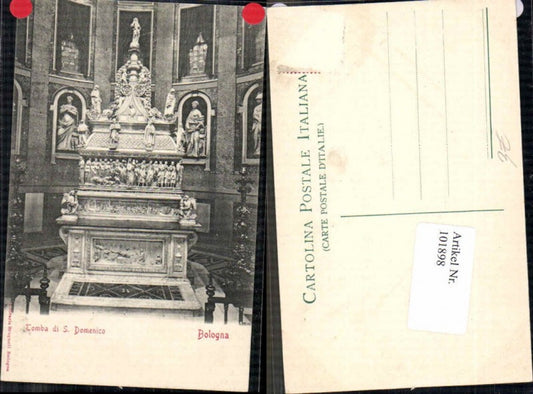 Tomba di S. Domenico
Bologna
CARTOLINA POSTALE ITALIANA
(CARTE POSTALE D'ITALIE)
Artikel Nr.
101898